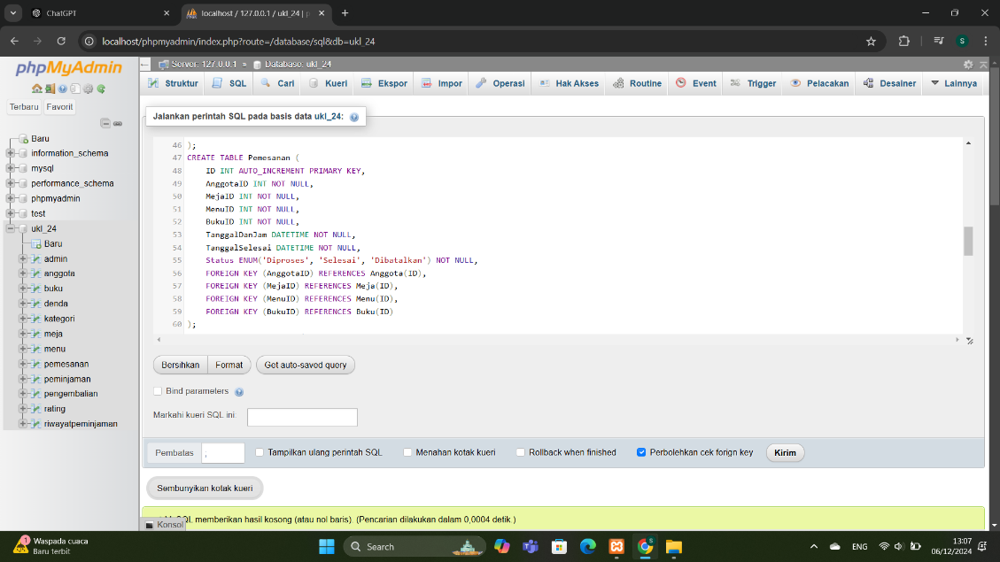 ChatGPT
localhost / 127.0.0.1 / ukl_24 | p
localhost/phpmyadmin/index.php?route=/database/sql&db=ukl_24
S
phpMyAdmin
Terbaru
Favorit
Baru
information_schema
mysql
performance_schema
phpmyadmin
test
ukl_24
Baru
admin
anggota
buku
denda
kategori
meja
menu
pemesanan
peminjaman
pengembalian
rating
riwayatpeminjaman
Server: 127.0.0.1 » Database: ukl_24
Struktur SQL Cari Kueri Ekspor Impor Operasi Hak Akses Routine Event Trigger Pelacakan Desainer Lainnya
Jalankan perintah SQL pada basis data ukl_24:
46 );
47 CREATE TABLE Pemesanan (
48 ID INT AUTO_INCREMENT PRIMARY KEY,
49 AnggotaID INT NOT NULL,
50 MejaID INT NOT NULL,
51 MenuID INT NOT NULL,
52 BukuID INT NOT NULL,
53 TanggalDanJam DATETIME NOT NULL,
54 TanggalSelesai DATETIME NOT NULL,
55 Status ENUM('Diproses', 'Selesai', 'Dibatalkan') NOT NULL,
56 FOREIGN KEY (AnggotaID) REFERENCES Anggota(ID),
57 FOREIGN KEY (MejaID) REFERENCES Meja(ID),
58 FOREIGN KEY (MenuID) REFERENCES Menu(ID),
59 FOREIGN KEY (BukuID) REFERENCES Buku(ID)
60 );
Bersihkan Format Get auto-saved query
Bind parameters
Markahi kueri SQL ini:
Pembatas ; Tampilkan ulang perintah SQL Menahan kotak kueri Rollback when finished Perbolehkan cek forign key Kirim
Sembunyikan kotak kueri
SQL memberikan hasil kosong (atau nol baris). (Pencarian dilakukan dalam 0,0004 detik.)
Konsol
1
Waspada cuaca
Baru terbit
Search
S
ENG
13:07
06/12/2024